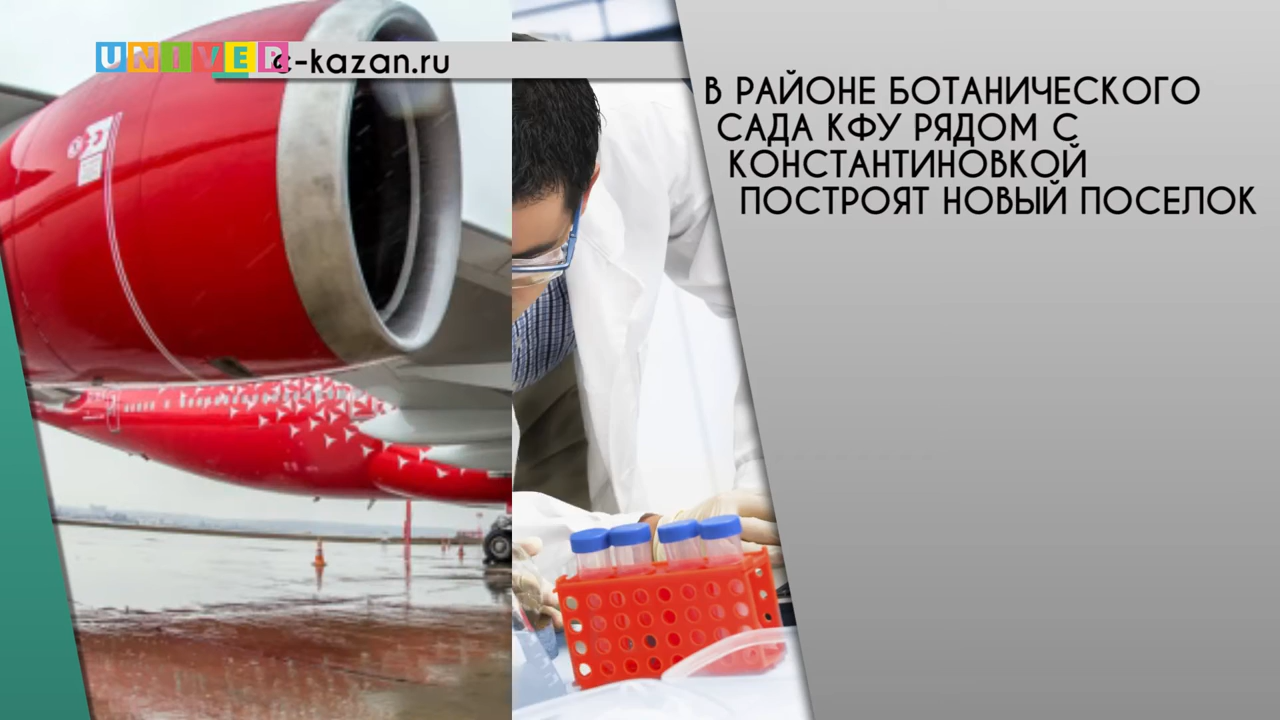 UNIVER
c-kazan.ru
В РАЙОНЕ БОТАНИЧЕСКОГО
САДА КФУ РЯДОМ С
КОНСТАНТИНОВКОЙ
ПОСТРОЯТ НОВЫЙ ПОСЕЛОК